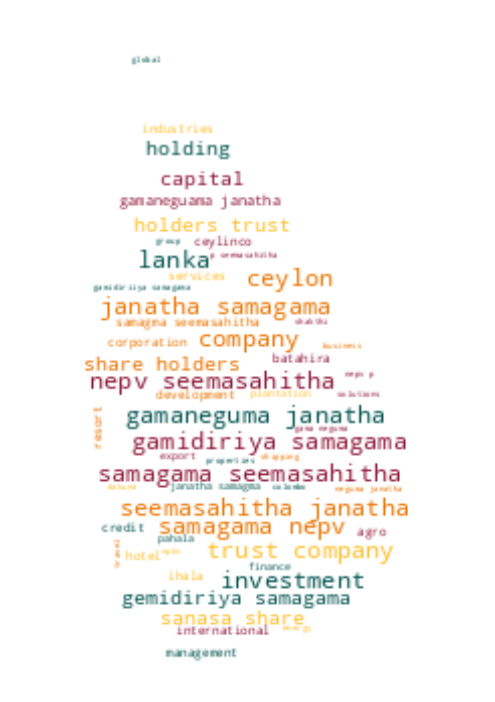 global
industries
holding
capital
gamaneguama janatha
holders trust
group ceylinco
lanka p seemasahitha
services ceylon
gamidiriya samagama
janatha samagama
samagma seemasahitha shakthi
corporation company business
share holders batahira
nepv seemasahitha nepv p
development plantation solutions
resort gamaneguma janatha
gama neguma
gamidiriya samagama
export properties shipping
samagama seemasahitha
janatha samagma colombo neguma janatha
seemasahitha janatha
credit samagama nepv agro
pahala
travel hotel trust company
finance
ihala investment
gemidiriya samagama
sanasa share
international energy
management